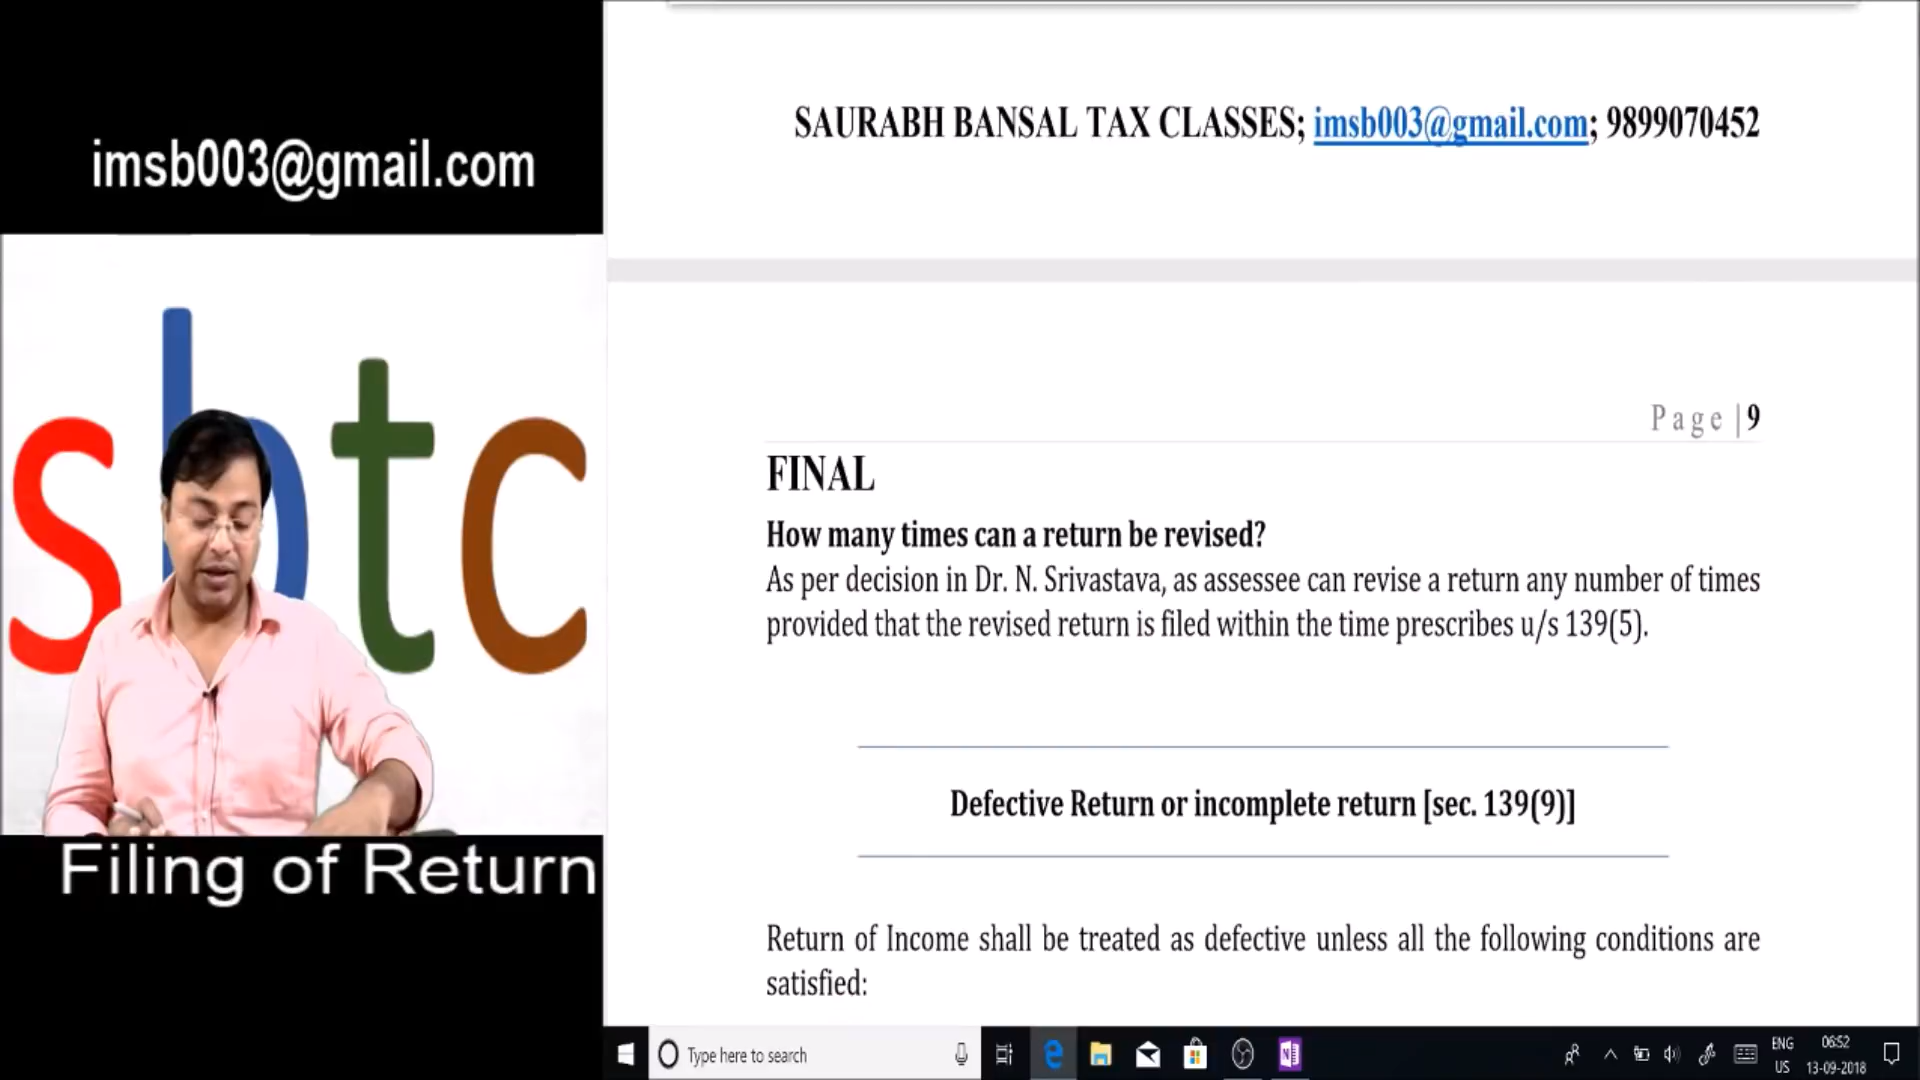 imsb003@gmail.com
sbtc
Filing of Return
SAURABH BANSAL TAX CLASSES; imsb003@gmail.com; 9899070452
Page | 9
FINAL
How many times can a return be revised?
As per decision in Dr. N. Srivastava, as assessee can revise a return any number of times
provided that the revised return is filed within the time prescribes u/s 139(5).
Defective Return or incomplete return [sec. 139(9)]
Return of Income shall be treated as defective unless all the following conditions are
satisfied:
Type here to search
ENG
US
06:52
13-09-2018